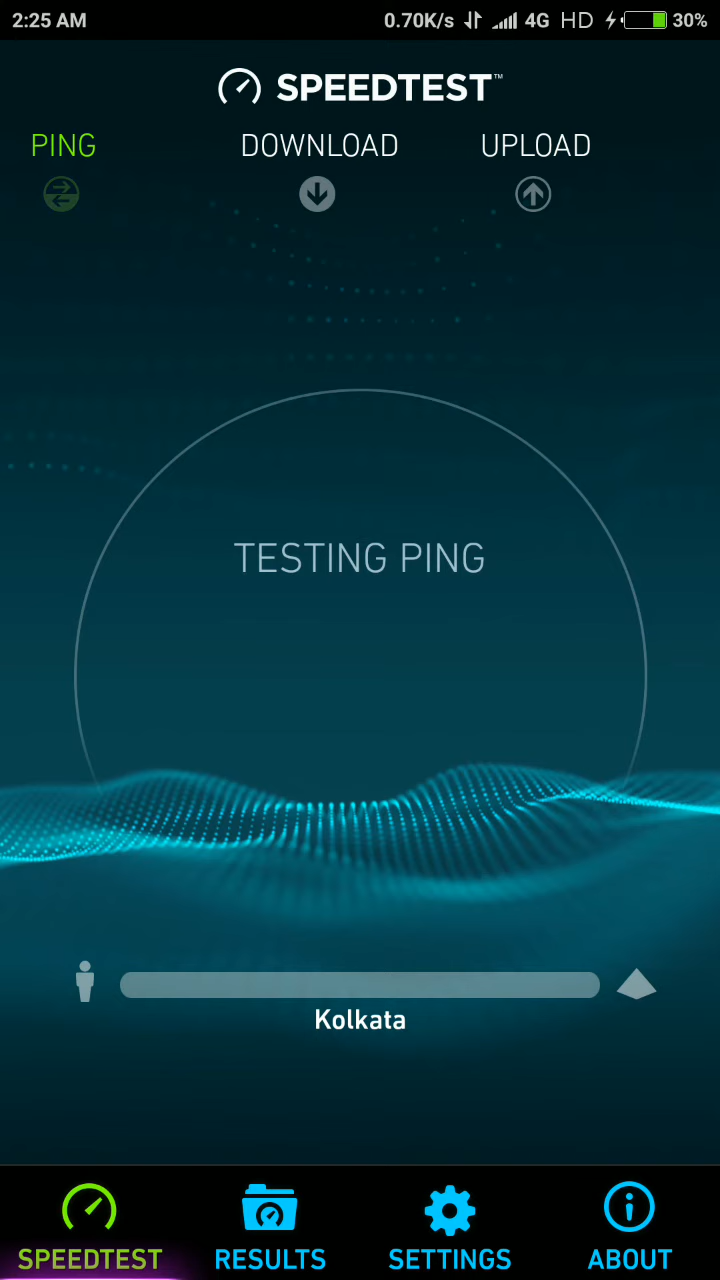 2:25 AM 0.70K/s 4G HD 30%
SPEEDTEST™
PING DOWNLOAD UPLOAD
TESTING PING
Kolkata
SPEEDTEST RESULTS SETTINGS ABOUT